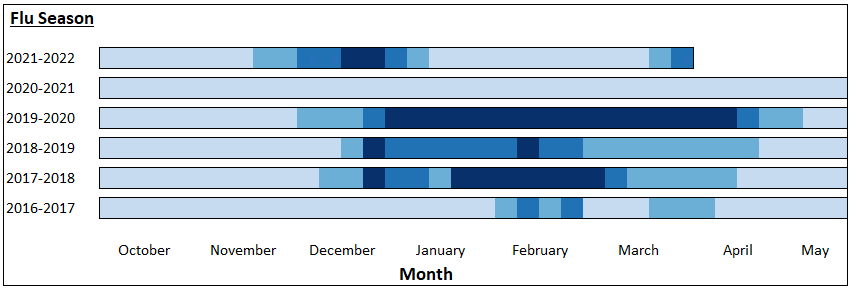 Flu Season
2021-2022
2020-2021
2019-2020
2018-2019
2017-2018
2016-2017
October November December January February March April May
Month